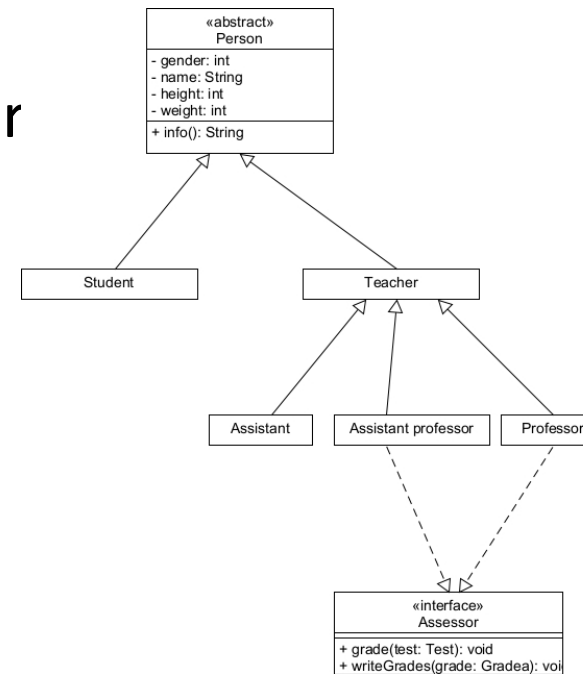 «abstract»
Person
- gender: int
- name: String
- height: int
- weight: int
+ info(): String
r
Student
Teacher
Assistant
Assistant professor
Professor
«interface»
Assessor
+ grade(test: Test): void
+ writeGrades(grade: Gradea): voi